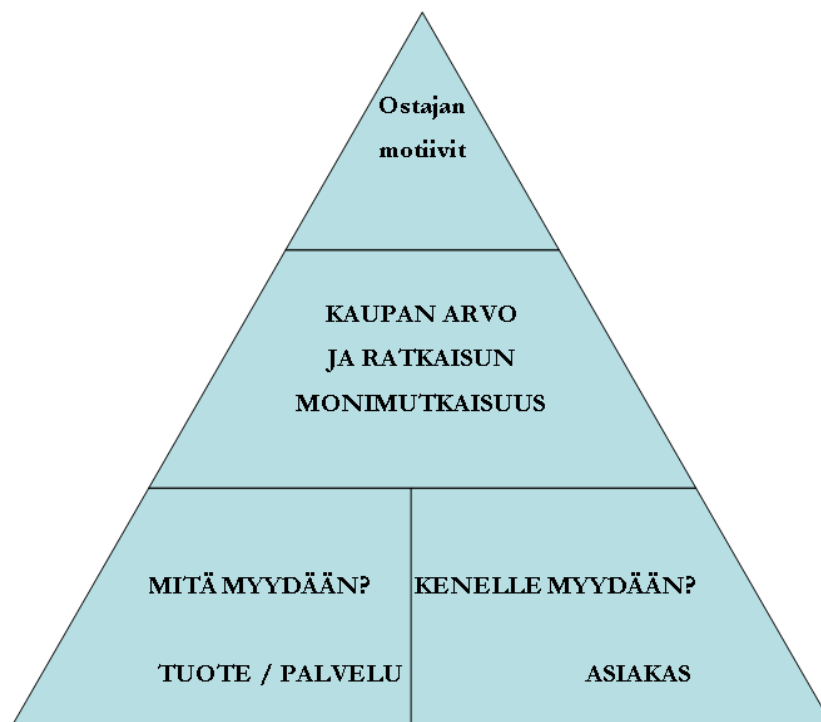 Ostajan
motiivit
KAUPAN ARVO
JA RATKAISUN
MONIMUTKAISUUS
MITÄ MYYDÄÄN?
KENELLE MYYDÄÄN?
TUOTE / PALVELU
ASIAKAS